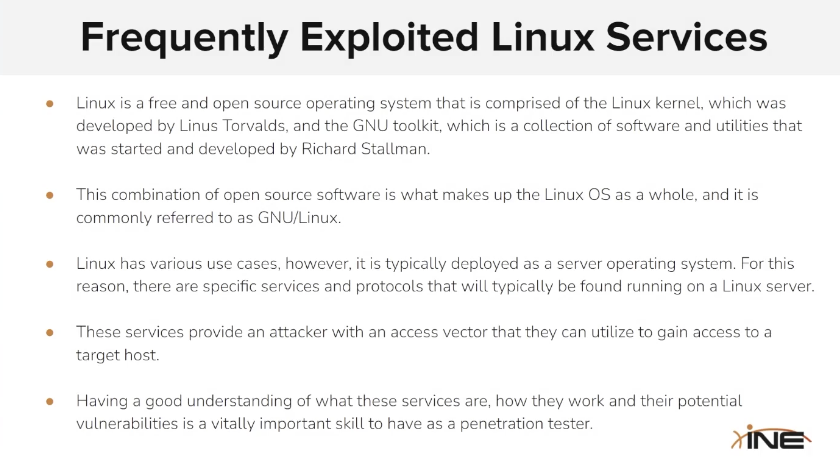 Frequently Exploited Linux Services
● Linux is a free and open source operating system that is comprised of the Linux kernel, which was
developed by Linus Torvalds, and the GNU toolkit, which is a collection of software and utilities that
was started and developed by Richard Stallman.
● This combination of open source software is what makes up the Linux OS as a whole, and it is
commonly referred to as GNU/Linux.
● Linux has various use cases, however, it is typically deployed as a server operating system. For this
reason, there are specific services and protocols that will typically be found running on a Linux server.
● These services provide an attacker with an access vector that they can utilize to gain access to a
target host.
● Having a good understanding of what these services are, how they work and their potential
vulnerabilities is a vitally important skill to have as a penetration tester.
INE